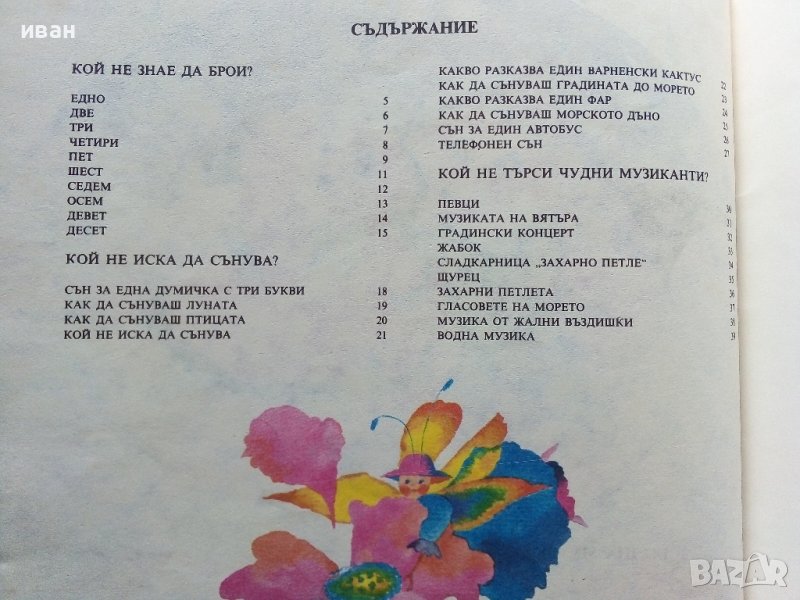 иван
СЪДЪРЖАНИЕ
КОЙ НЕ ЗНАЕ ДА БРОИ?
ЕДНО 5
ДВЕ 6
ТРИ 7
ЧЕТИРИ 8
ПЕТ 9
ШЕСТ 11
СЕДЕМ 12
ОСЕМ 13
ДЕВЕТ 14
ДЕСЕТ 15
КОЙ НЕ ИСКА ДА СЪНУВА?
СЪН ЗА ЕДНА ДУМИЧКА С ТРИ БУКВИ 18
КАК ДА СЪНУВАШ ЛУНАТА 19
КАК ДА СЪНУВАШ ПТИЦАТА 20
КОЙ НЕ ИСКА ДА СЪНУВА 21
КАКВО РАЗКАЗВА ЕДИН ВАРНЕНСКИ КАКТУС 22
КАК ДА СЪНУВАШ ГРАДИНАТА ДО МОРЕТО 23
КАКВО РАЗКАЗВА ЕДИН ФАР 24
КАК ДА СЪНУВАШ МОРСКОТО ДЪНО 25
СЪН ЗА ЕДИН АВТОБУС 26
ТЕЛЕФОНЕН СЪН 27
КОЙ НЕ ТЪРСИ ЧУДНИ МУЗИКАНТИ?
ПЕВЦИ 30
МУЗИКАТА НА ВЯТЪРА 31
ГРАДИНСКИ КОНЦЕРТ 32
ЖАБОК 33
СЛАДКАРНИЦА „ЗАХАРНО ПЕТЛЕ“ 34
ЩУРЕЦ 35
ЗАХАРНИ ПЕТЛЕТА 36
ГЛАСОВЕТЕ НА МОРЕТО 37
МУЗИКА ОТ ЖАЛНИ ВЪЗДИШКИ 38
ВОДНА МУЗИКА 39
BAZAR